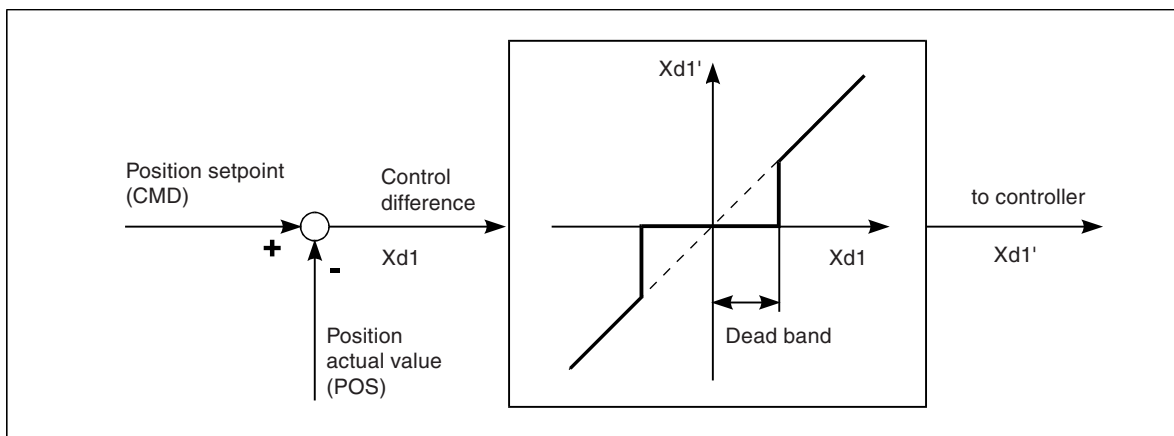 Position setpoint
(CMD)
+
-
Control
difference
Xd1
Position
actual value
(POS)
Xd1'
Xd1
Dead band
to controller
Xd1'